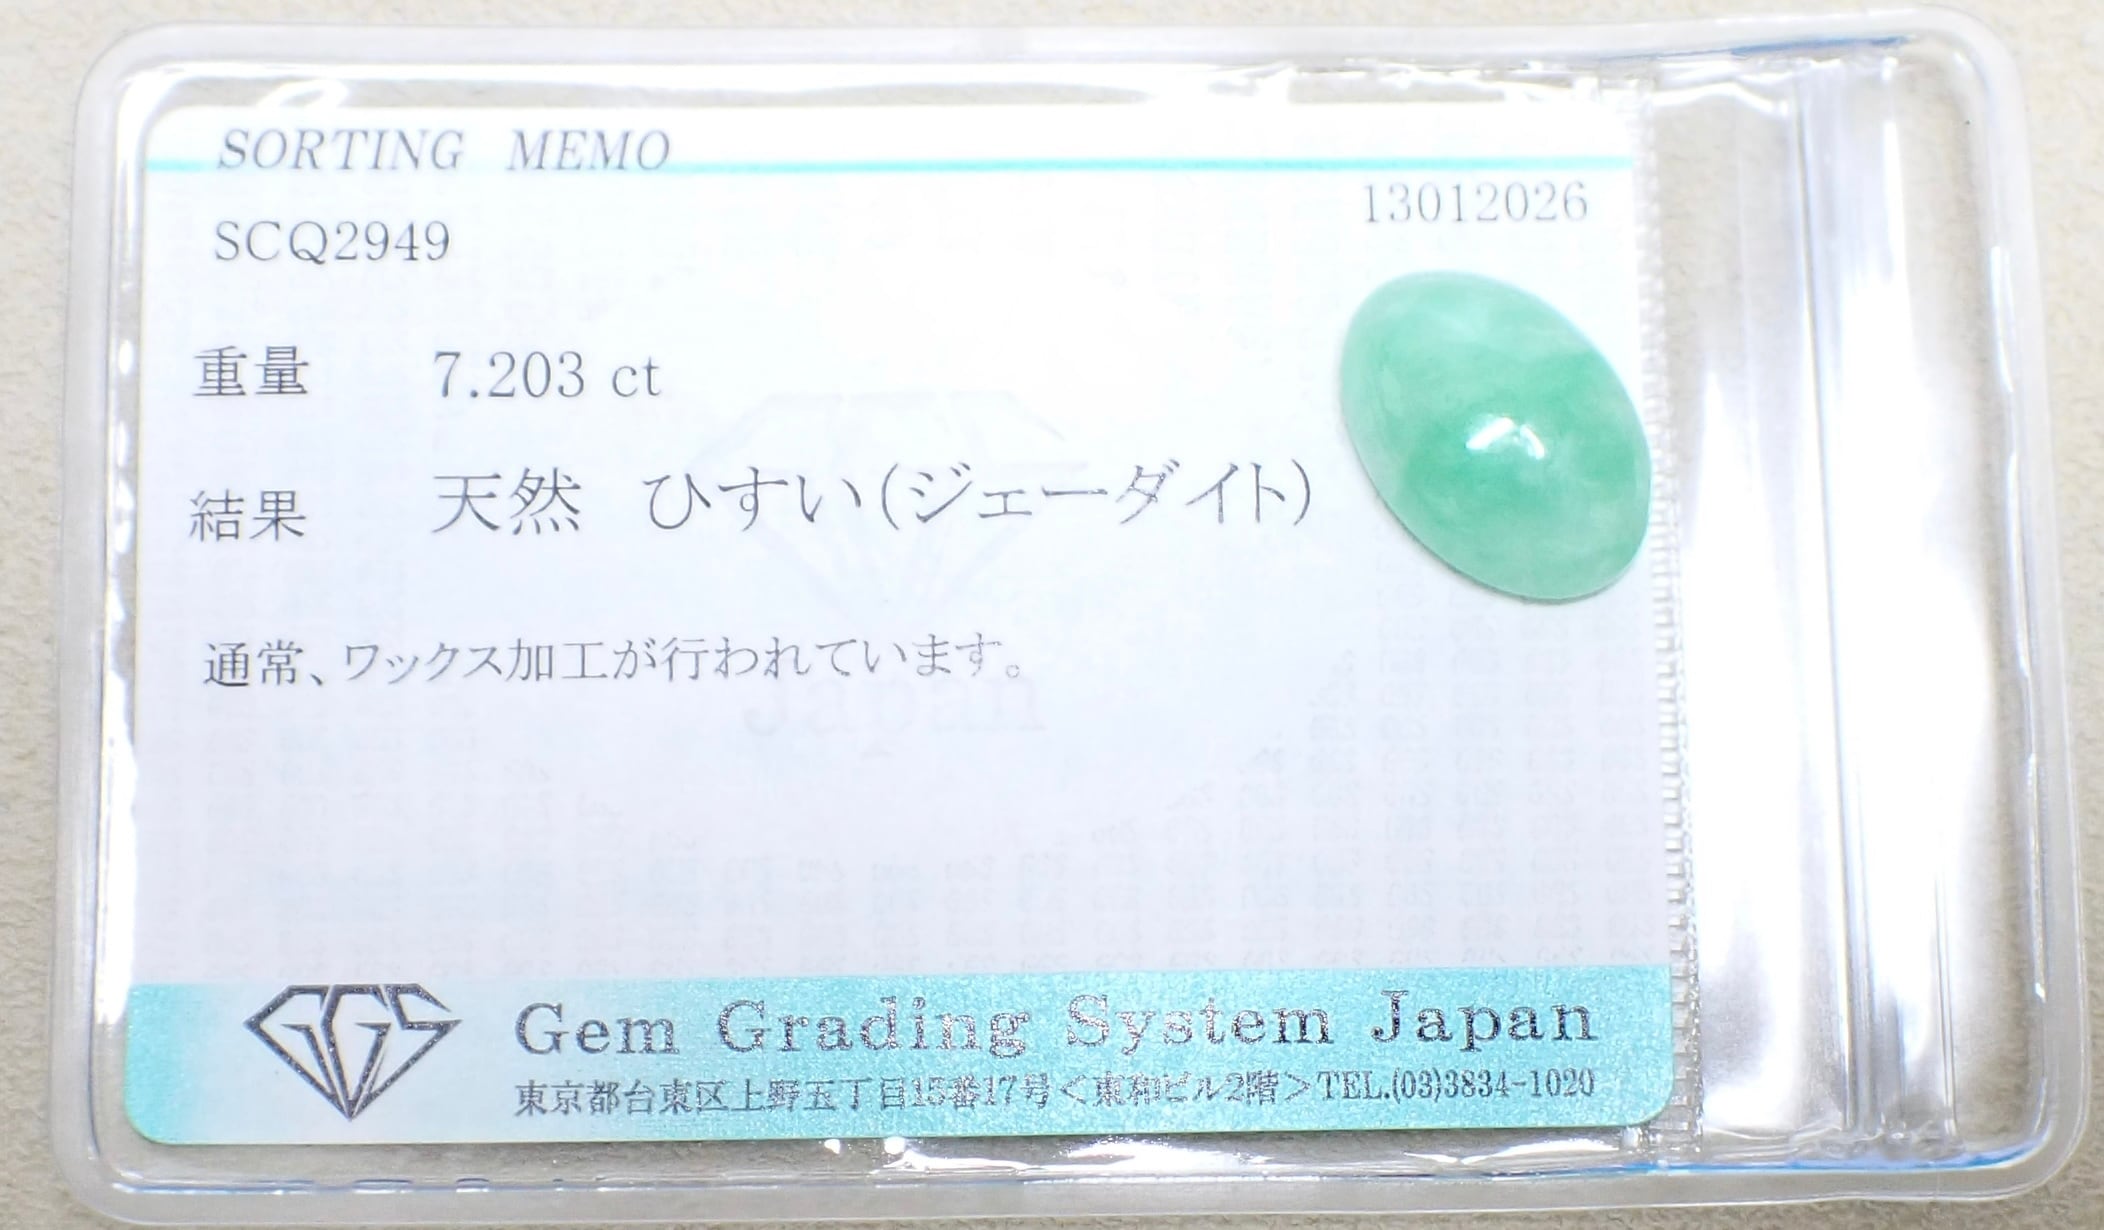 SORTING MEMO
13012026
SCQ2949
重量 7.203 ct
結果 天然 ひすい(ジェーダイト)
通常、ワックス加工が行われています。
Japan
GGS
Gem Grading System Japan
東京都台東区上野五丁目15番17号<東和ビル2階>TEL.(03)3834-1020